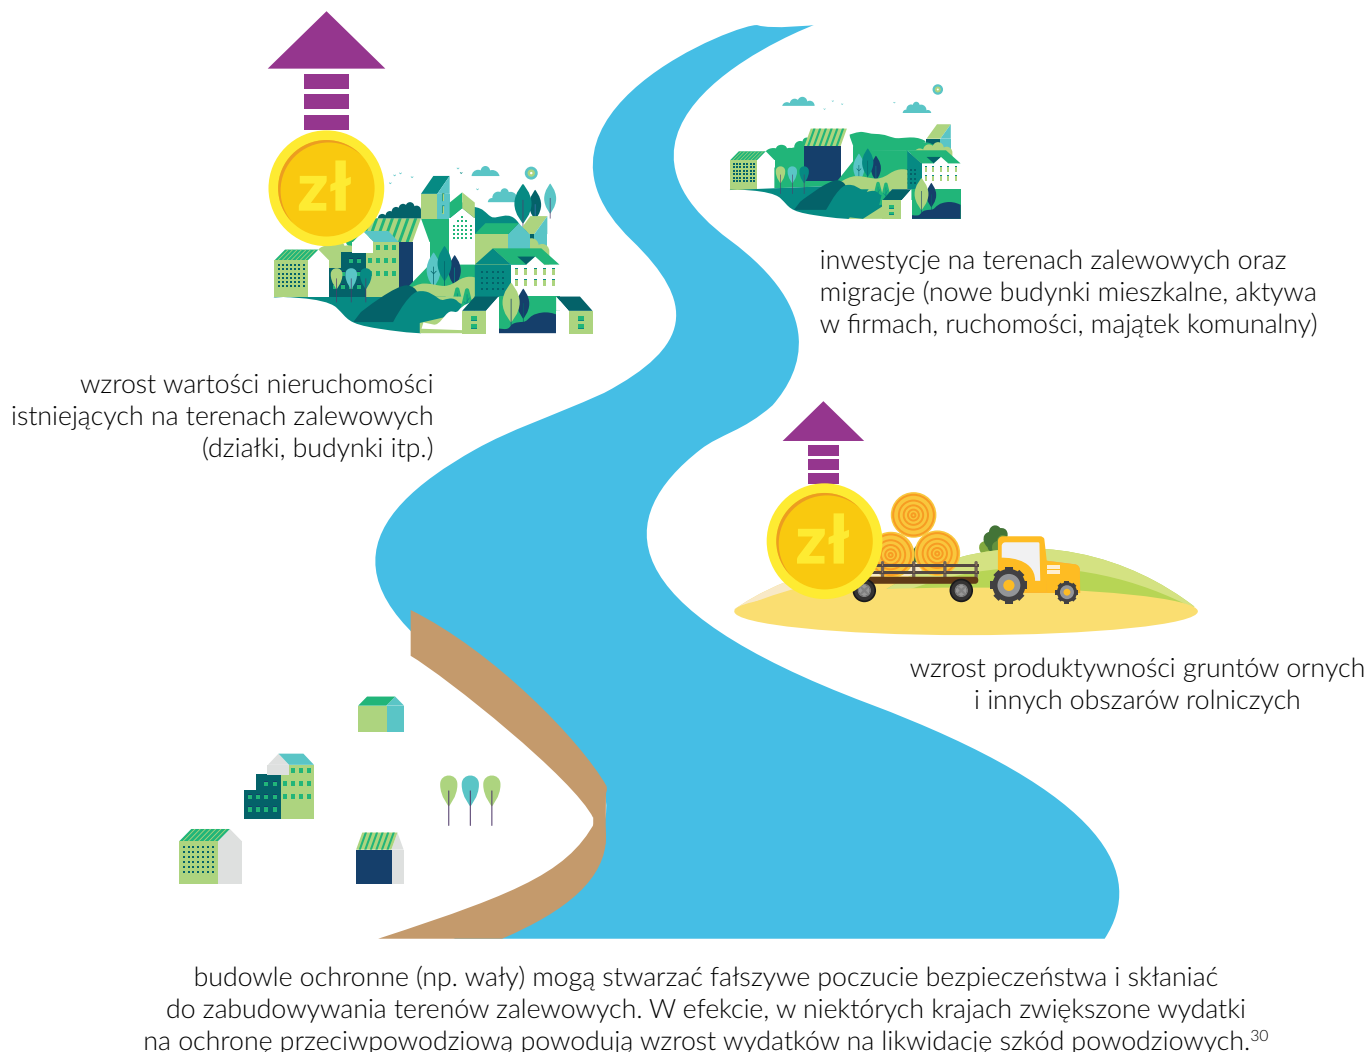 zł
inwestycje na terenach zalewowych oraz
migracje (nowe budynki mieszkalne, aktywa
w firmach, ruchomości, majątek komunalny)
wzrost wartości nieruchomości
istniejących na terenach zalewowych
(działki, budynki itp.)
zł
wzrost produktywności gruntów ornych
i innych obszarów rolniczych
budowle ochronne (np. wały) mogą stwarzać fałszywe poczucie bezpieczeństwa i skłaniać
do zabudowywania terenów zalewowych. W efekcie, w niektórych krajach zwiększone wydatki
na ochronę przeciwpowodziową powodują wzrost wydatków na likwidację szkód powodziowych.³⁰